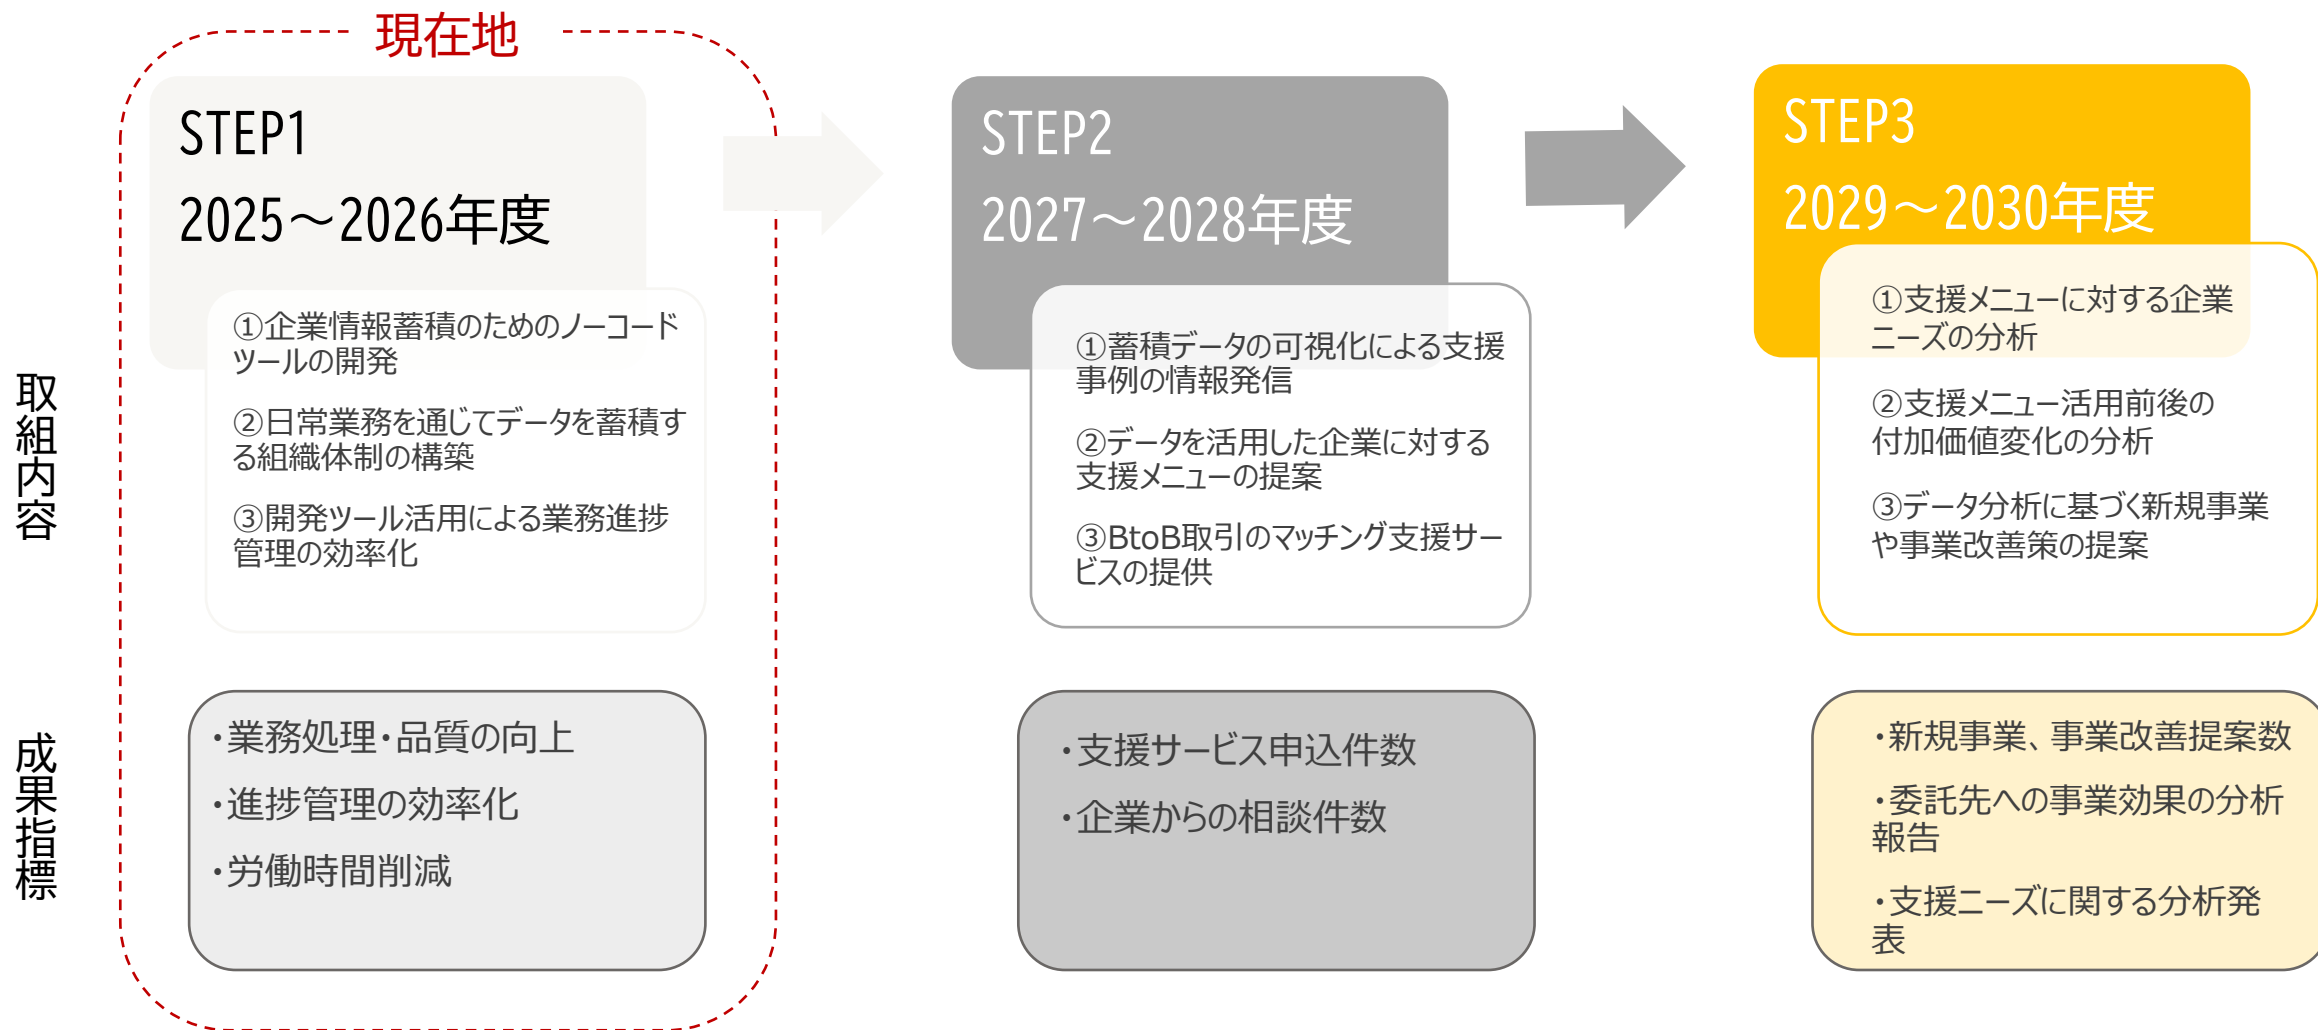 現在地
STEP1
2025～2026年度
STEP2
2027～2028年度
STEP3
2029～2030年度
取組内容
①企業情報蓄積のためのノーコード
ツールの開発
②日常業務を通じてデータを蓄積す
る組織体制の構築
③開発ツール活用による業務進捗
管理の効率化
①蓄積データの可視化による支援
事例の情報発信
②データを活用した企業に対する
支援メニューの提案
③BtoB取引のマッチング支援サー
ビスの提供
①支援メニューに対する企業
ニーズの分析
②支援メニュー活用前後の
付加価値変化の分析
③データ分析に基づく新規事業
や事業改善策の提案
成果指標
・業務処理・品質の向上
・進捗管理の効率化
・労働時間削減
・支援サービス申込件数
・企業からの相談件数
・新規事業、事業改善提案数
・委託先への事業効果の分析
報告
・支援ニーズに関する分析発
表